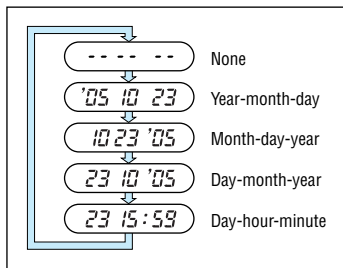 -- -- -- None
'05 10 23 Year-month-day
10 23 '05 Month-day-year
23 10 '05 Day-month-year
23 15:59 Day-hour-minute